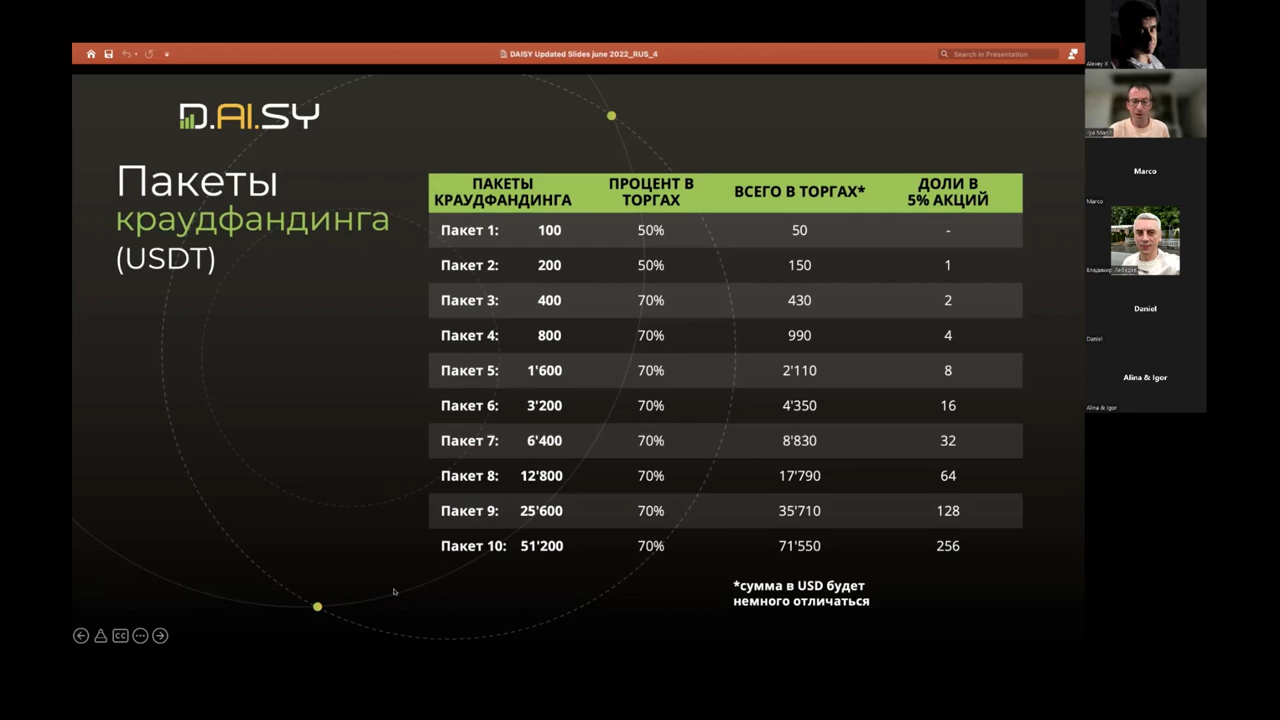 DAISY Updated Slides june 2022_RUS_4
Search in Presentation
D.AI.SY
Пакеты
краудфандинга
(USDT)
ПАКЕТЫ КРАУДФАНДИНГА ПРОЦЕНТ В ТОРГАХ ВСЕГО В ТОРГАХ* ДОЛИ В 5% АКЦИЙ
Пакет 1: 100 50% 50 -
Пакет 2: 200 50% 150 1
Пакет 3: 400 70% 430 2
Пакет 4: 800 70% 990 4
Пакет 5: 1'600 70% 2'110 8
Пакет 6: 3'200 70% 4'350 16
Пакет 7: 6'400 70% 8'830 32
Пакет 8: 12'800 70% 17'790 64
Пакет 9: 25'600 70% 35'710 128
Пакет 10: 51'200 70% 71'550 256
*сумма в USD будет
немного отличаться
CC
Alexey X
Marco
Marco
Владимир Лебедев
Daniel
Daniel
Alina & Igor
Alina & Igor